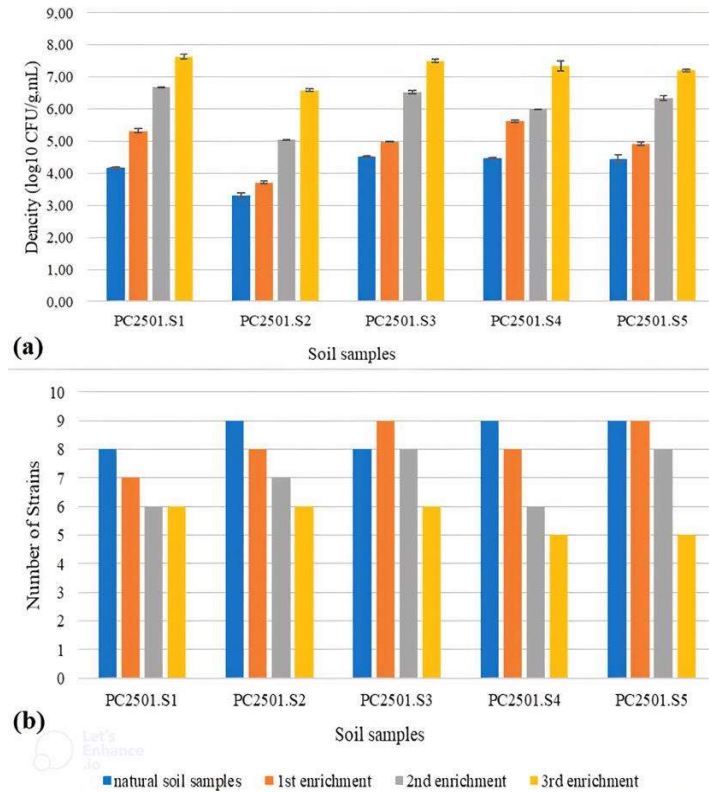 9,00
8,00
7,00
6,00
5,00
4,00
3,00
2,00
1,00
0,00
Dencity (log10 CFU/g,mL)
PC2501.S1 PC2501.S2 PC2501.S3 PC2501.S4 PC2501.S5
(a)
Soil samples
10
9
8
7
6
5
4
3
2
1
0
Number of Strains
PC2501.S1 PC2501.S2 PC2501.S3 PC2501.S4 PC2501.S5
(b)
Soil samples
Let's
Enhance
.io
natural soil samples 1st enrichment 2nd enrichment 3rd enrichment